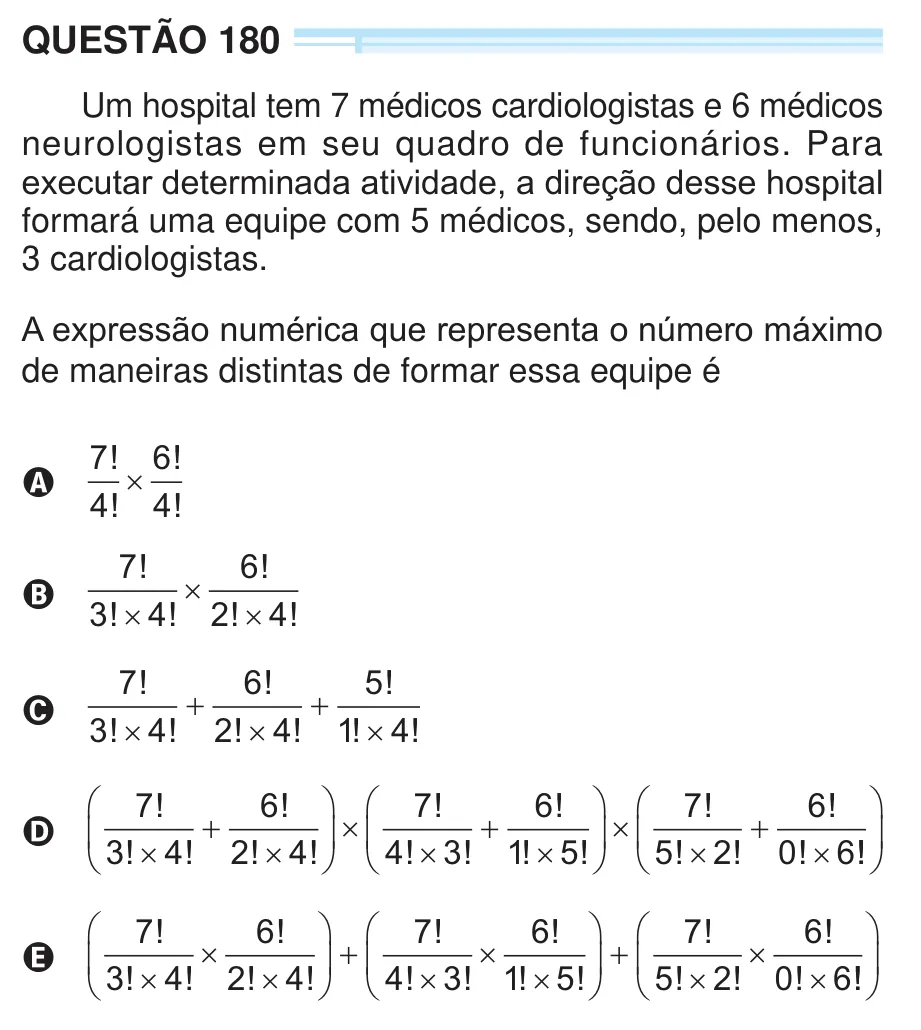 QUESTÃO 180
Um hospital tem 7 médicos cardiologistas e 6 médicos
neurologistas em seu quadro de funcionários. Para
executar determinada atividade, a direção desse hospital
formará uma equipe com 5 médicos, sendo, pelo menos,
3 cardiologistas.
A expressão numérica que representa o número máximo
de maneiras distintas de formar essa equipe é
A 7!/4! × 6!/4!
B 7!/(3! × 4!) × 6!/(2! × 4!)
C 7!/(3! × 4!) + 6!/(2! × 4!) + 5!/(1! × 4!)
D (7!/(3! × 4!) + 6!/(2! × 4!)) × (7!/(4! × 3!) + 6!/(1! × 5!)) × (7!/(5! × 2!) + 6!/(0! × 6!))
E (7!/(3! × 4!) × 6!/(2! × 4!)) + (7!/(4! × 3!) × 6!/(1! × 5!)) + (7!/(5! × 2!) × 6!/(0! × 6!))